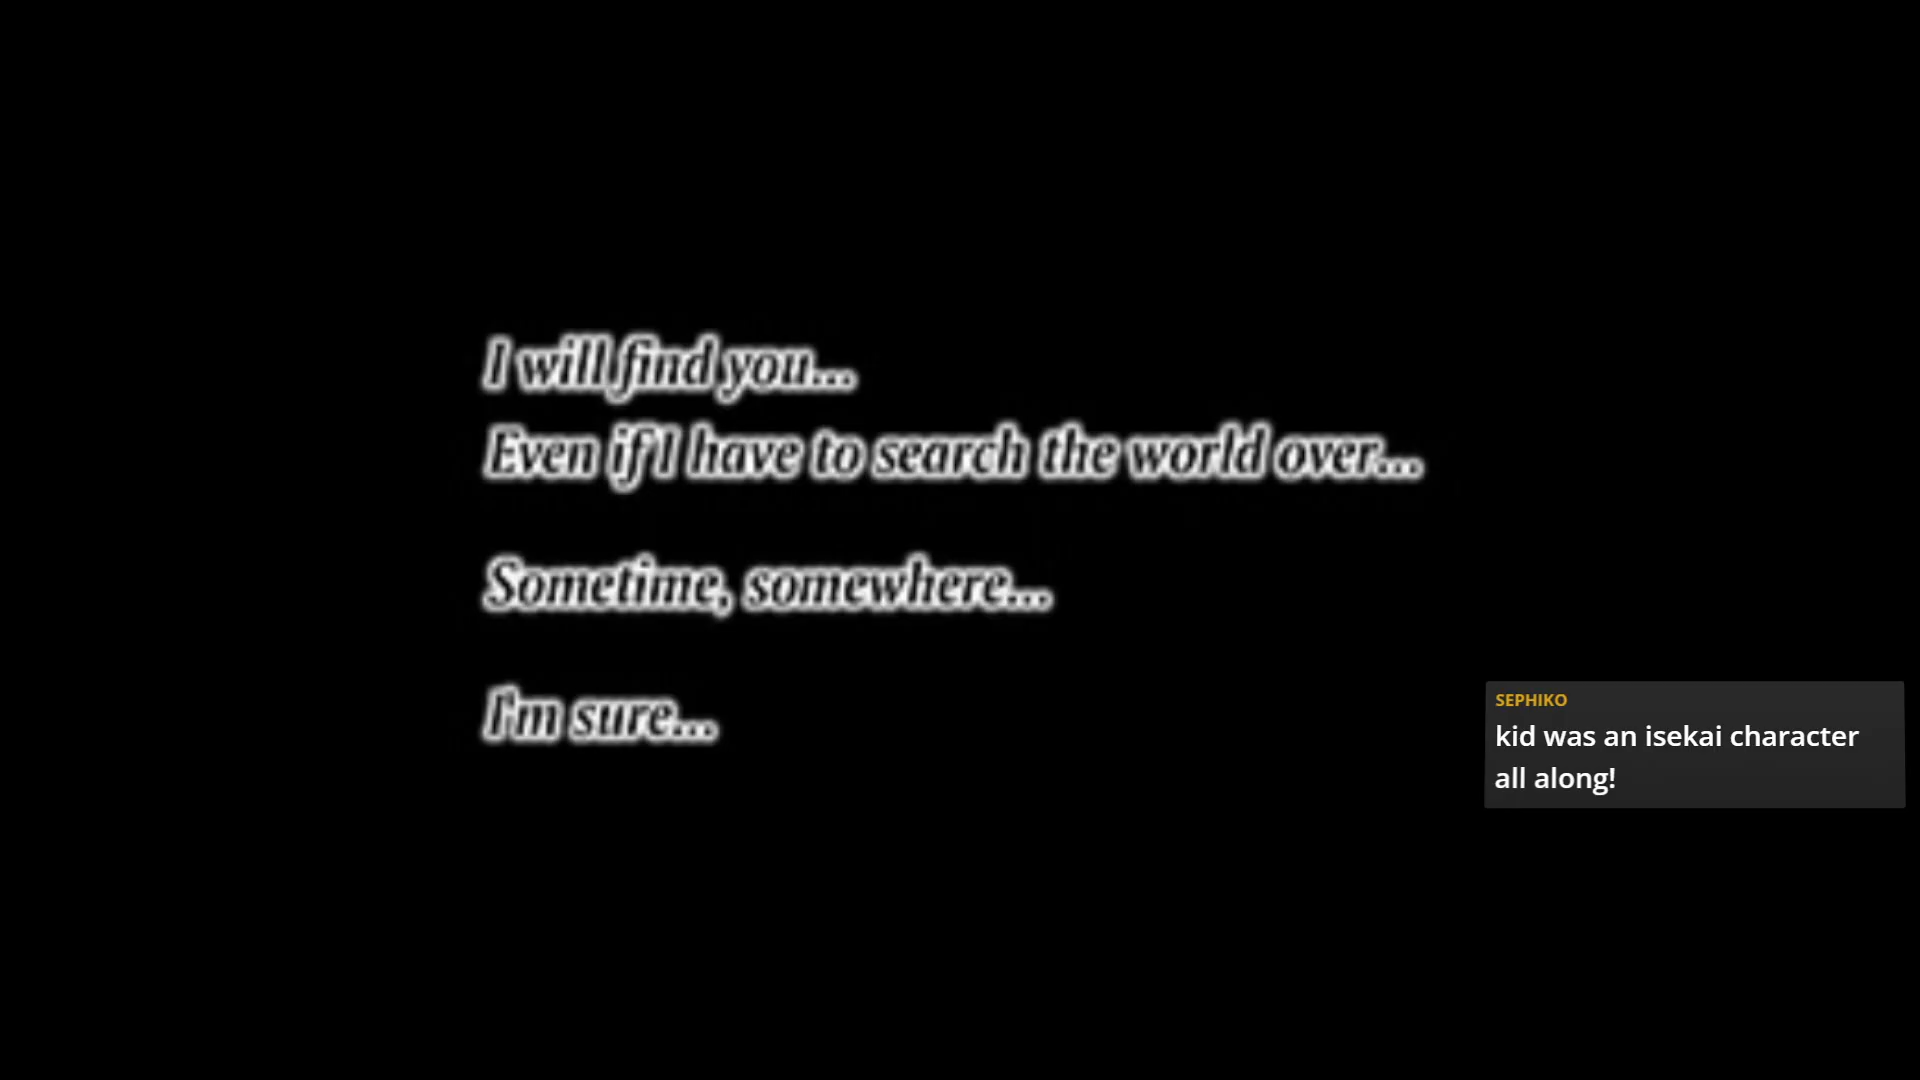 I will find you...
Even if I have to search the world over...
Sometime, somewhere...
I'm sure...
SEPHIKO
kid was an isekai character
all along!